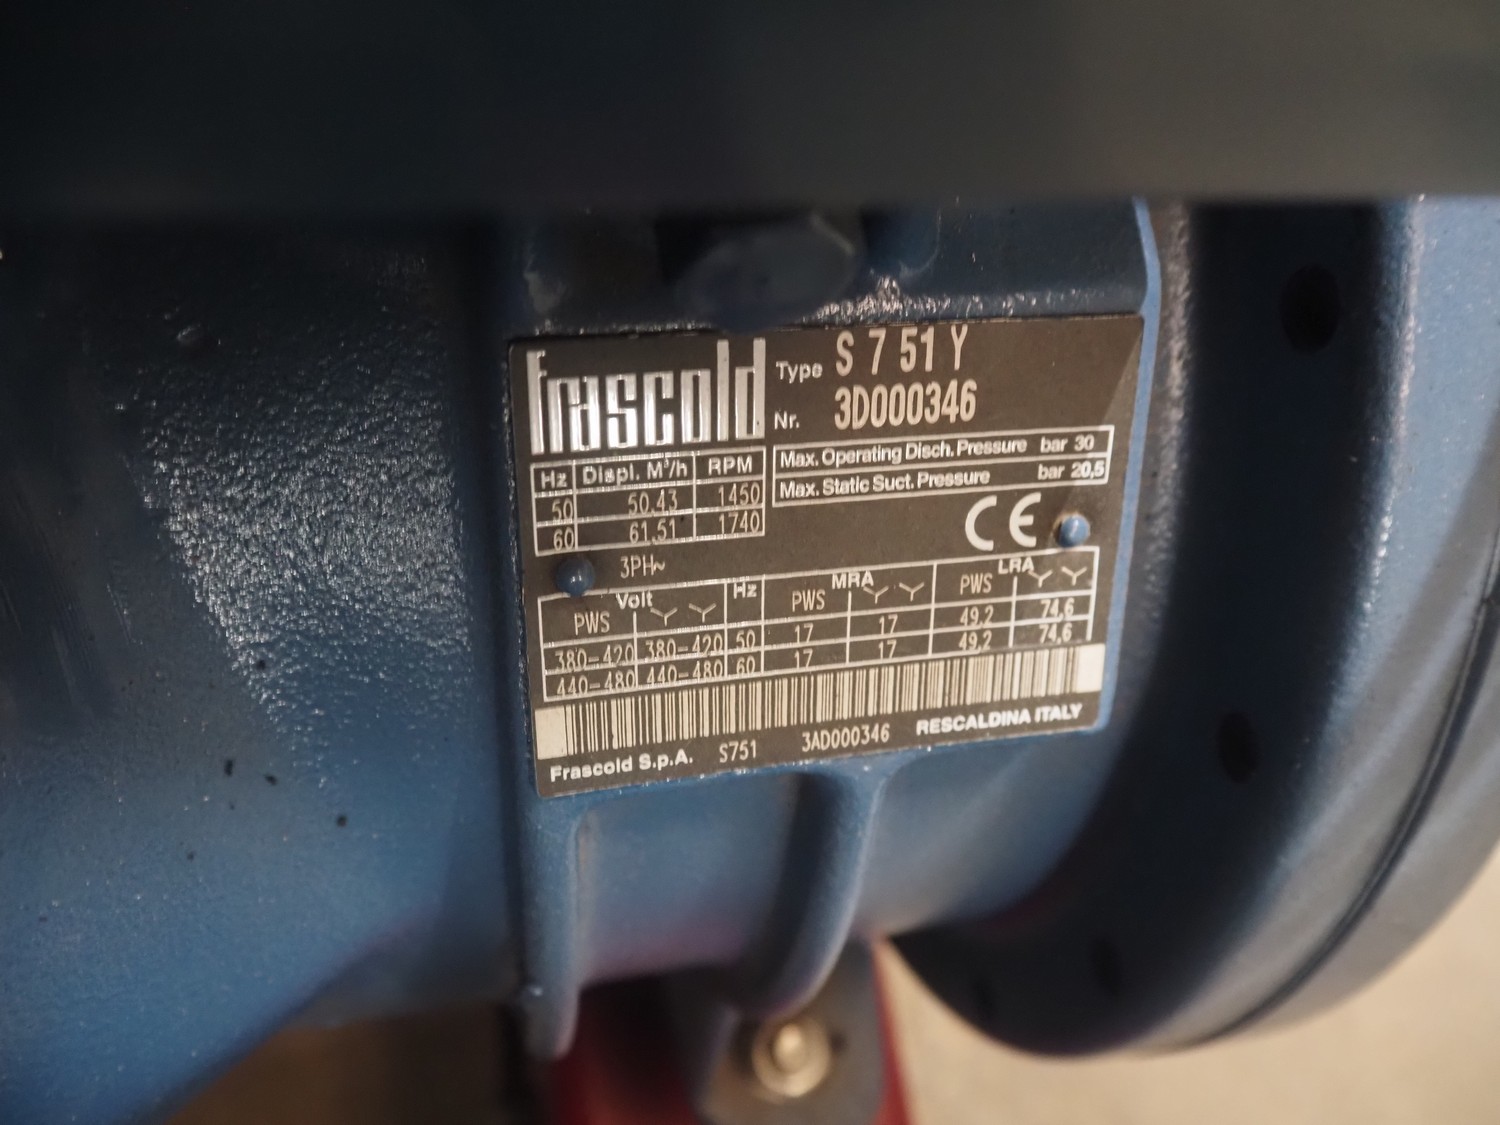 frascold
Type S 7 51 Y
Nr. 3D000346
Max. Operating Disch. Pressure bar 30
Max. Static Suct. Pressure bar 20,5
Hz Displ. M³/h RPM
50 50.43 1450
60 61.51 1740
CE
3PH~
Volt Hz MRA LRA
PWS Y Y PWS Y Y PWS Y Y
380-420 380-420 50 17 17 49,2 74,6
440-480 440-480 60 17 17 49,2 74,6
Frascold S.p.A. S751 3AD000346 RESCALDINA ITALY